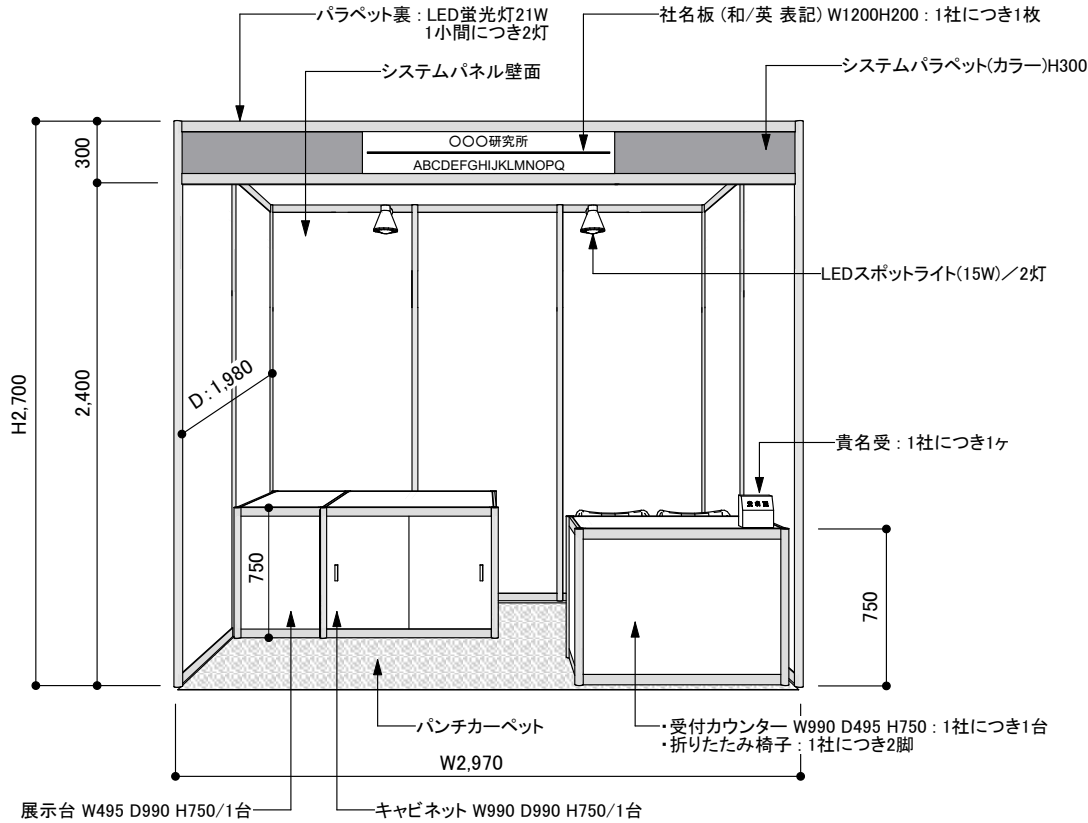 パラペット裏 : LED蛍光灯21W
1小間につき2灯
社名板 (和/英 表記) W1200H200 : 1社につき1枚
システムパネル壁面
システムパラペット(カラー)H300
〇〇〇研究所
ABCDEFGHIJKLMNOPQ
300
LEDスポットライト(15W)／2灯
H2,700
2,400
D:1,980
貴名受 : 1社につき1ヶ
750
750
パンチカーペット
・受付カウンター W990 D495 H750 : 1社につき1台
・折りたたみ椅子 : 1社につき2脚
W2,970
展示台 W495 D990 H750/1台
キャビネット W990 D990 H750/1台